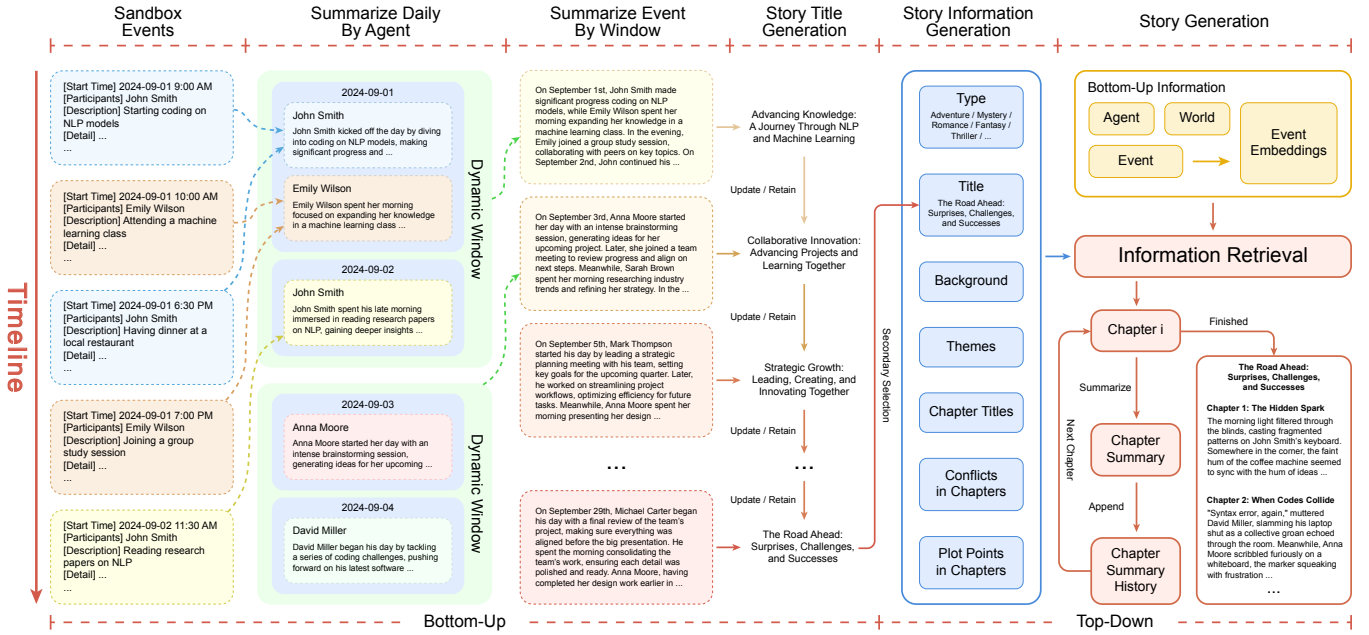 Sandbox
Events
Summarize Daily
By Agent
Summarize Event
By Window
Story Title
Generation
Story Information
Generation
Story Generation
Timeline
[Start Time] 2024-09-01 9:00 AM
[Participants] John Smith
[Description] Starting coding on
NLP models
[Detail] ...
...
[Start Time] 2024-09-01 10:00 AM
[Participants] Emily Wilson
[Description] Attending a machine
learning class
[Detail] ...
...
[Start Time] 2024-09-01 6:30 PM
[Participants] John Smith
[Description] Having dinner at a
local restaurant
[Detail] ...
...
[Start Time] 2024-09-01 7:00 PM
[Participants] Emily Wilson
[Description] Joining a group
study session
[Detail] ...
...
[Start Time] 2024-09-02 11:30 AM
[Participants] John Smith
[Description] Reading research
papers on NLP
[Detail] ...
...
2024-09-01
John Smith
John Smith kicked off the day by diving
into coding on NLP models, making
significant progress and ...
Emily Wilson
Emily Wilson spent her morning
focused on expanding her knowledge
in a machine learning class ...
2024-09-02
John Smith
John Smith spent his late morning
immersed in reading research papers
on NLP, gaining deeper insights ...
Dynamic Window
2024-09-03
Anna Moore
Anna Moore started her day with an
intense brainstorming session,
generating ideas for her upcoming ...
2024-09-04
David Miller
David Miller began his day by tackling
a series of coding challenges, pushing
forward on his latest software ...
Dynamic Window
On September 1st, John Smith made
significant progress coding on NLP
models, while Emily Wilson spent her
morning expanding her knowledge in a
machine learning class. In the evening,
Emily joined a group study session,
collaborating with peers on key topics. On
September 2nd, John continued his ...
On September 3rd, Anna Moore started
her day with an intense brainstorming
session, generating ideas for her
upcoming project. Later, she joined a team
meeting to review progress and align on
next steps. Meanwhile, Sarah Brown
spent her morning researching industry
trends and refining her strategy. In the ...
On September 5th, Mark Thompson
started his day by leading a strategic
planning meeting with his team, setting
key goals for the upcoming quarter. Later,
he worked on streamlining project
workflows, optimizing efficiency for future
tasks. Meanwhile, Anna Moore spent her
morning presenting her design ...
...
On September 29th, Michael Carter began
his day with a final review of the team's
project, making sure everything was
aligned before the big presentation. He
spent the morning consolidating the
team's work, ensuring each detail was
polished and ready. Anna Moore, having
completed her design work earlier in ...
Advancing Knowledge:
A Journey Through NLP
and Machine Learning
Update / Retain
Collaborative Innovation:
Advancing Projects and
Learning Together
Update / Retain
Strategic Growth:
Leading, Creating, and
Innovating Together
Update / Retain
...
Update / Retain
The Road Ahead:
Surprises, Challenges,
and Successes
Secondary Selection
Type
Adventure / Mystery /
Romance / Fantasy /
Thriller / ...
Title
The Road Ahead:
Surprises, Challenges,
and Successes
Background
Themes
Chapter Titles
Conflicts
in Chapters
Plot Points
in Chapters
Bottom-Up Information
Agent
World
Event
Event
Embeddings
Information Retrieval
Chapter i
Finished
Summarize
Chapter
Summary
Append
Chapter
Summary
History
Next Chapter
The Road Ahead:
Surprises, Challenges,
and Successes
Chapter 1: The Hidden Spark
The morning light filtered through
the blinds, casting fragmented
patterns on John Smith's keyboard.
Somewhere in the corner, the faint
hum of the coffee machine seemed
to sync with the hum of ideas ...
Chapter 2: When Codes Collide
"Syntax error, again," muttered
David Miller, slamming his laptop
shut as a collective groan echoed
through the room. Meanwhile, Anna
Moore scribbled furiously on a
whiteboard, the marker squeaking
with frustration ...
...
Bottom-Up
Top-Down